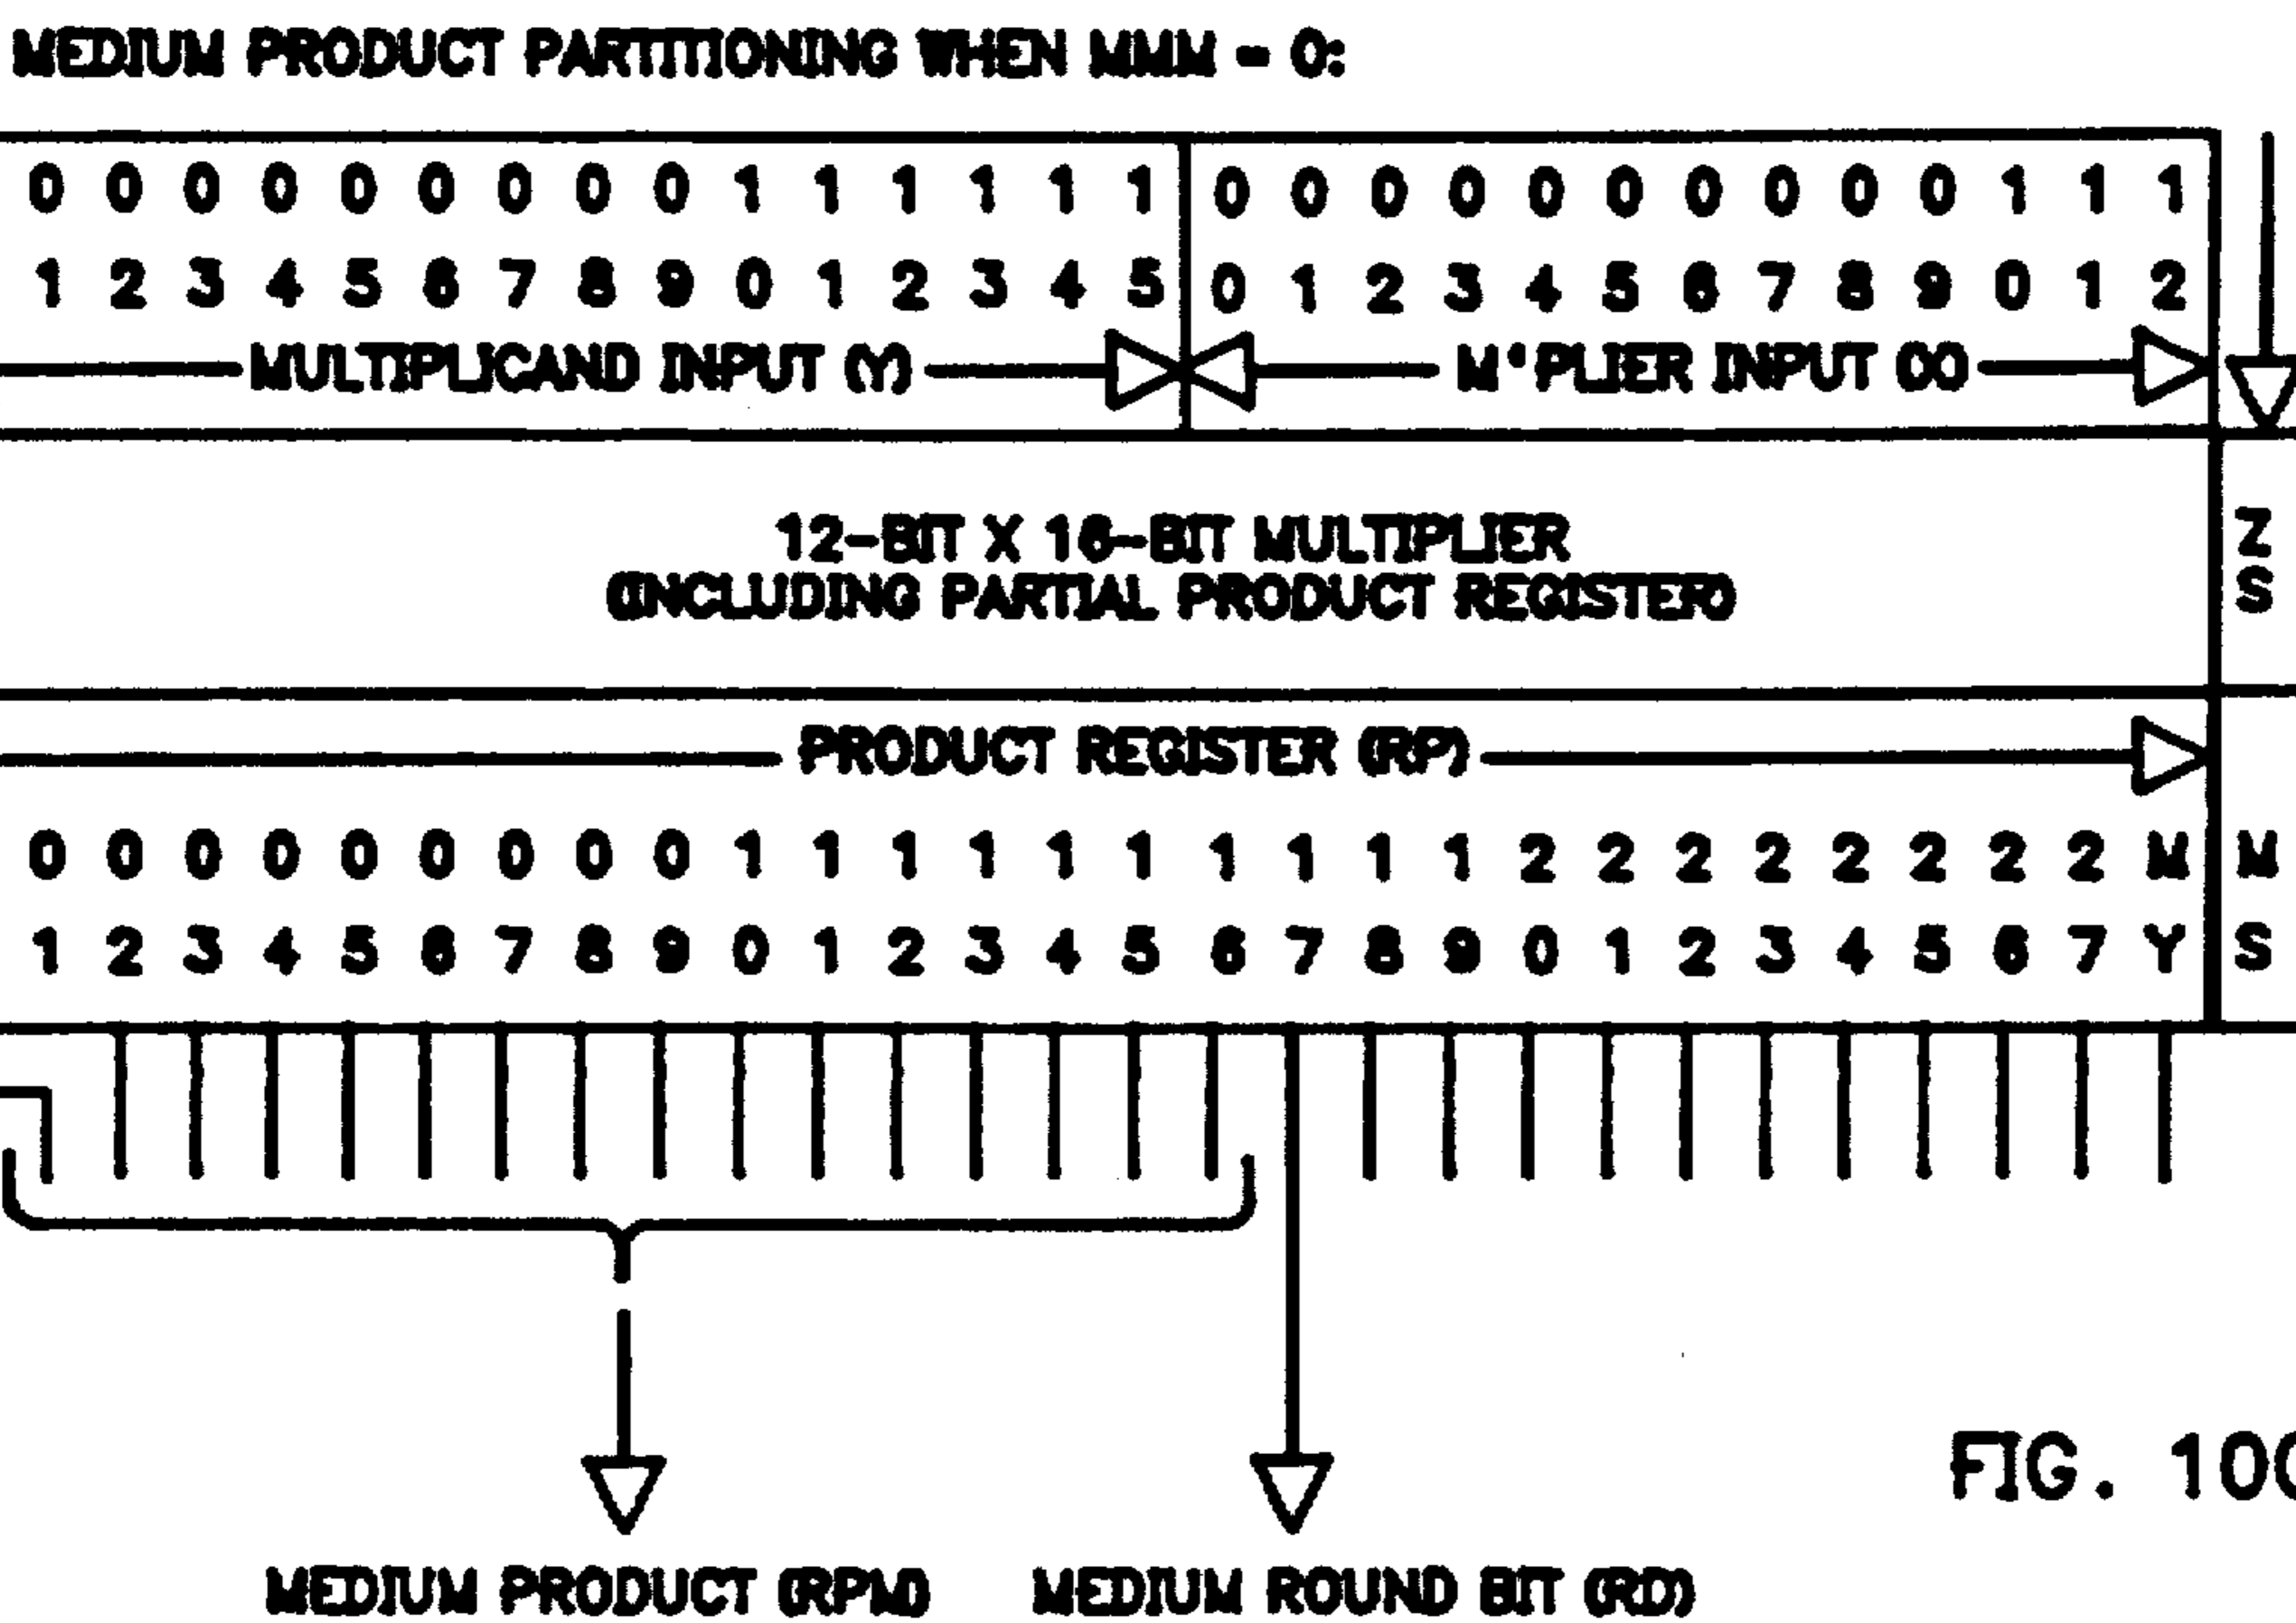 MEDIUM PRODUCT PARTITIONING WHEN MMM = 0:
0 0 0 0 0 0 0 0 0 1 1 1 1 1 1 0 0 0 0 0 0 0 0 0 0 1 1 1
1 2 3 4 5 6 7 8 9 0 1 2 3 4 5 0 1 2 3 4 5 6 7 8 9 0 1 2
MULTIPLICAND INPUT (Y) M'PLIER INPUT (X)
12-BIT X 16-BIT MULTIPLIER
(INCLUDING PARTIAL PRODUCT REGISTER)
Z
S
PRODUCT REGISTER (RP)
0 0 0 0 0 0 0 0 0 1 1 1 1 1 1 1 1 1 1 2 2 2 2 2 2 2 2 M M
1 2 3 4 5 6 7 8 9 0 1 2 3 4 5 6 7 8 9 0 1 2 3 4 5 6 7 Y S
FIG. 10
MEDIUM PRODUCT (RPM) MEDIUM ROUND BIT (RD)